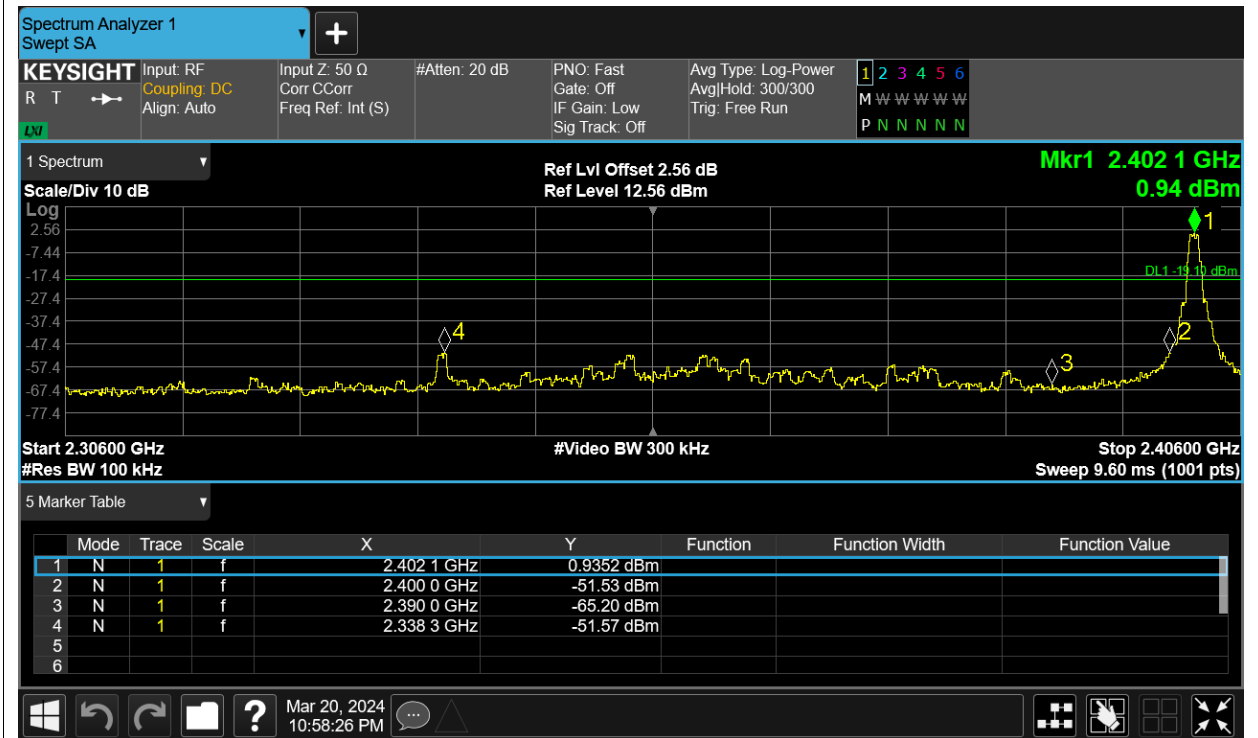 Spectrum Analyzer 1
Swept SA
KEYSIGHT
R T
LXI
Input: RF
Coupling: DC
Align: Auto
Input Z: 50 Ω
Corr CCorr
Freq Ref: Int (S)
#Atten: 20 dB
PNO: Fast
Gate: Off
IF Gain: Low
Sig Track: Off
Avg Type: Log-Power
Avg|Hold: 300/300
Trig: Free Run
1 2 3 4 5 6
M W W W W W
P N N N N N
1 Spectrum
Scale/Div 10 dB
Ref Lvl Offset 2.56 dB
Ref Level 12.56 dBm
Mkr1 2.402 1 GHz
0.94 dBm
Log
2.56
-7.44
-17.4
-27.4
-37.4
-47.4
-57.4
-67.4
-77.4
1
DL1 -19.10 dBm
4
2
3
Start 2.30600 GHz
#Video BW 300 kHz
Stop 2.40600 GHz
#Res BW 100 kHz
Sweep 9.60 ms (1001 pts)
5 Marker Table
Mode Trace Scale X Y Function Function Width Function Value
1 N 1 f 2.402 1 GHz 0.9352 dBm
2 N 1 f 2.400 0 GHz -51.53 dBm
3 N 1 f 2.390 0 GHz -65.20 dBm
4 N 1 f 2.338 3 GHz -51.57 dBm
5
6
?
Mar 20, 2024
10:58:26 PM